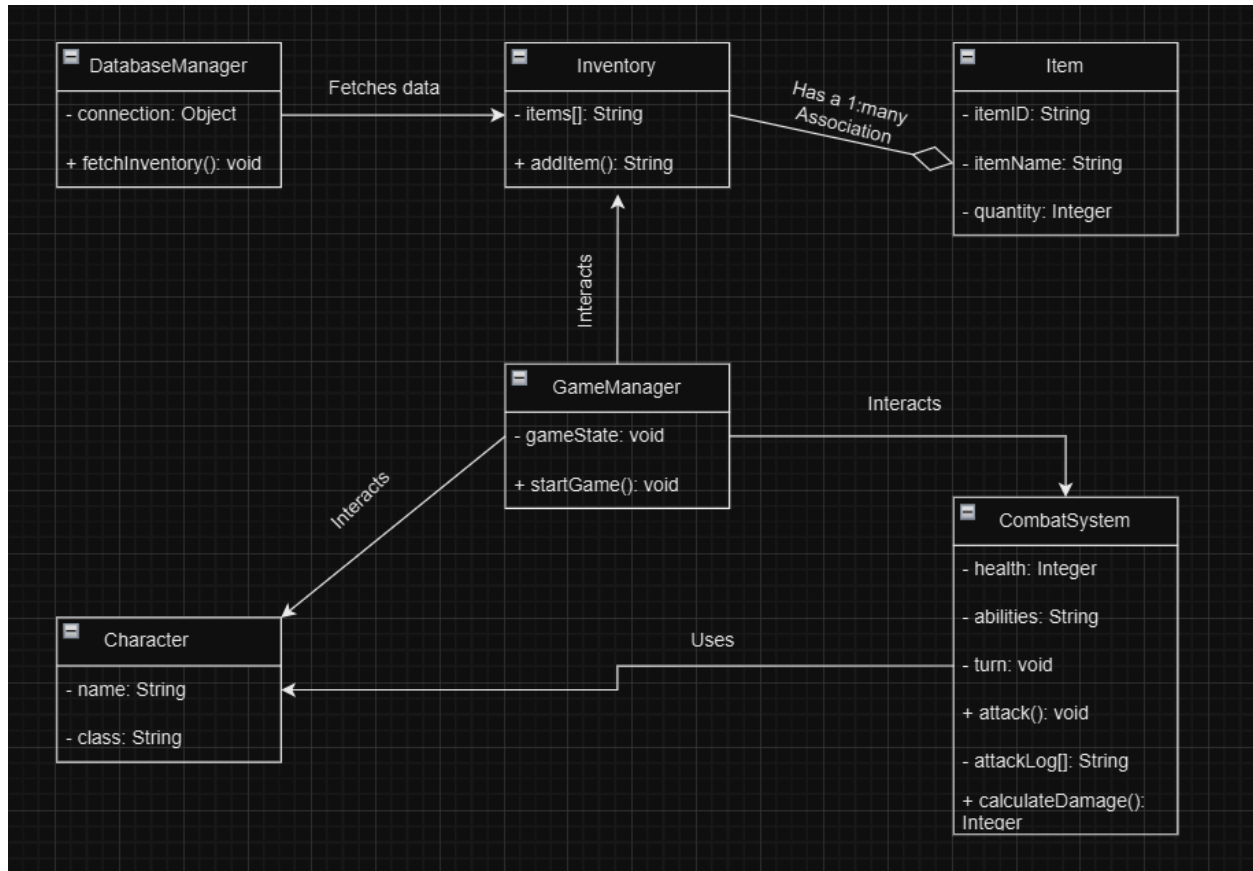 DatabaseManager
- connection: Object
+ fetchInventory(): void
Fetches data
Inventory
- items[]: String
+ addItem(): String
Has a 1:many
Association
Item
- itemID: String
- itemName: String
- quantity: Integer
Interacts
GameManager
- gameState: void
+ startGame(): void
Interacts
Interacts
CombatSystem
- health: Integer
- abilities: String
- turn: void
+ attack(): void
- attackLog[]: String
+ calculateDamage():
Integer
Uses
Character
- name: String
- class: String